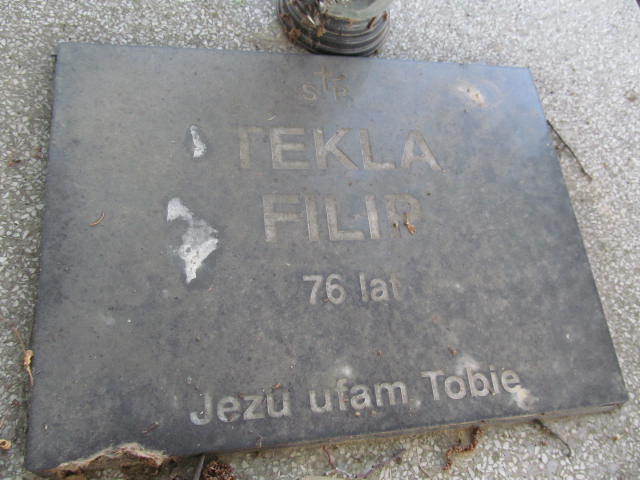 S P
TEKLA
FILIP
76 lat
Jezu ufam Tobie